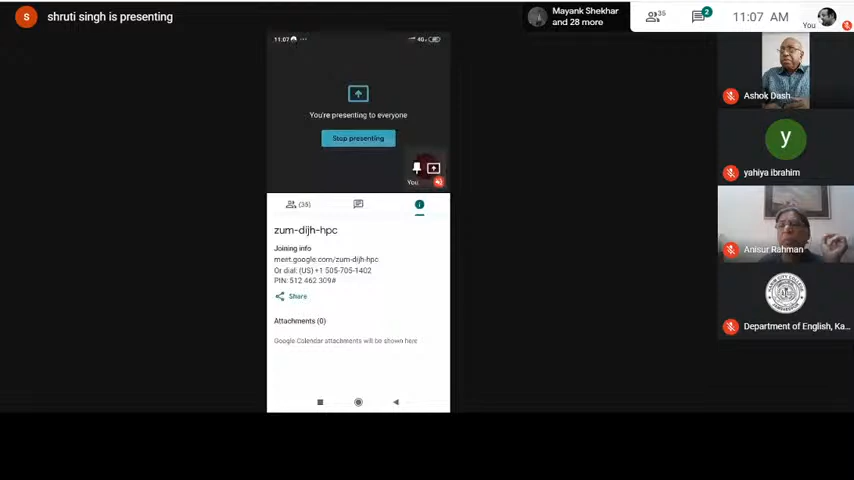 S
shruti singh is presenting
Mayank Shekhar
and 28 more
35
2
11:07 AM
You
11:07
4G
You're presenting to everyone
Stop presenting
You
(35)
zum-dijh-hpc
Joining info
meet.google.com/zum-dijh-hpc
Or dial: (US) +1 505-705-1402
PIN: 512 462 309#
Share
Attachments (0)
Google Calendar attachments will be shown here
Ashok Dash
y
yahiya ibrahim
Anisur Rahman
Department of English, Ka...